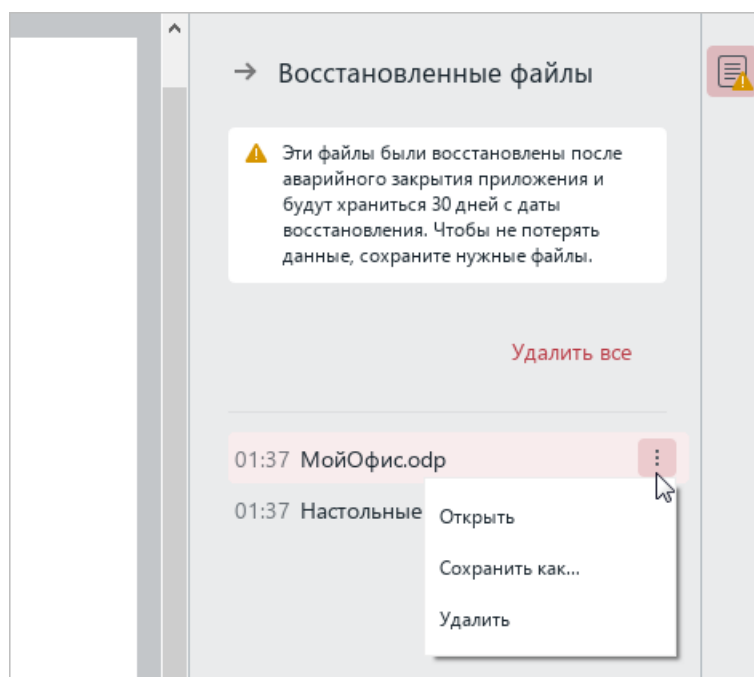 Восстановленные файлы
Эти файлы были восстановлены после
аварийного закрытия приложения и
будут храниться 30 дней с даты
восстановления. Чтобы не потерять
данные, сохраните нужные файлы.
Удалить все
01:37 МойОфис.odp
01:37 Настольные
Открыть
Сохранить как...
Удалить